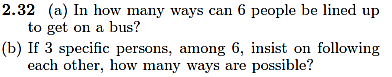 2.32 (a) In how many ways can 6 people be lined up
to get on a bus?
(b) If 3 specific persons, among 6, insist on following
each other, how many ways are possible?